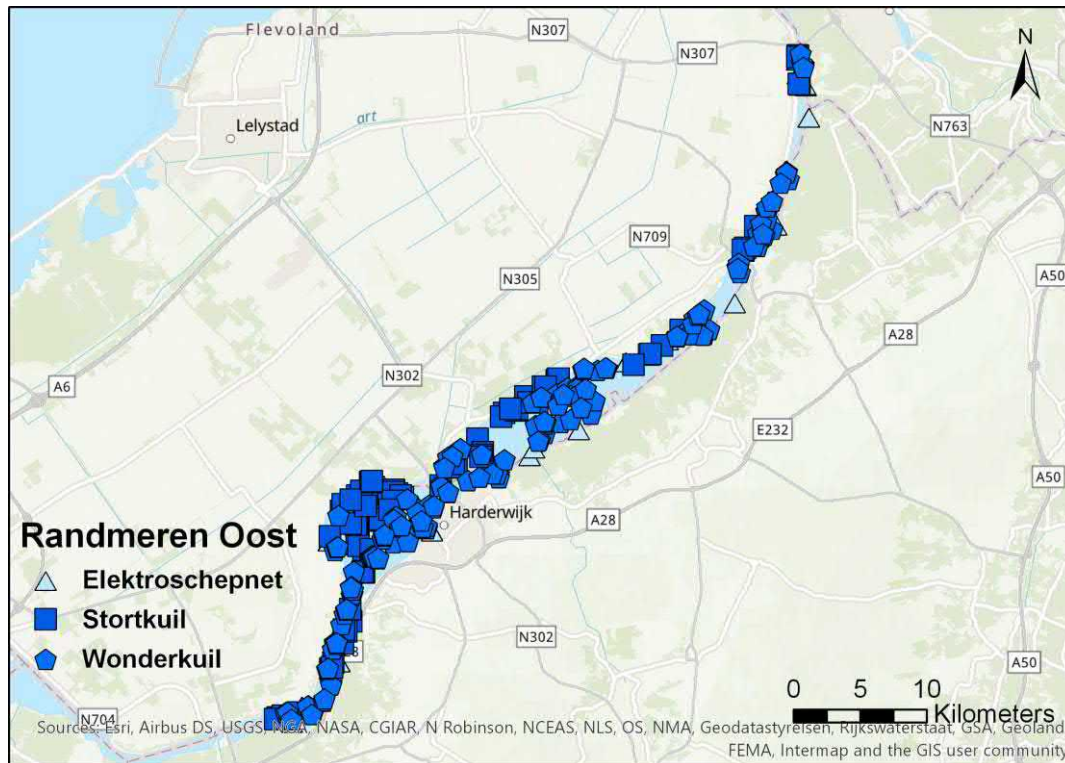 Flevoland
N307
N307
N
Lelystad
art
N763
N709
A50
N305
A28
A6
N302
E232
A50
Harderwijk
A28
Randmeren Oost
Elektroschepnet
Stortkuil
N302
Wonderkuil
A50
0 5 10
Kilometers
N704
Sources: Esri, Airbus DS, USGS, NGA, NASA, CGIAR, N Robinson, NCEAS, NLS, OS, NMA, Geodatastyrelsen, Rijkswaterstaat, GSA, Geoland,
FEMA, Intermap and the GIS user community